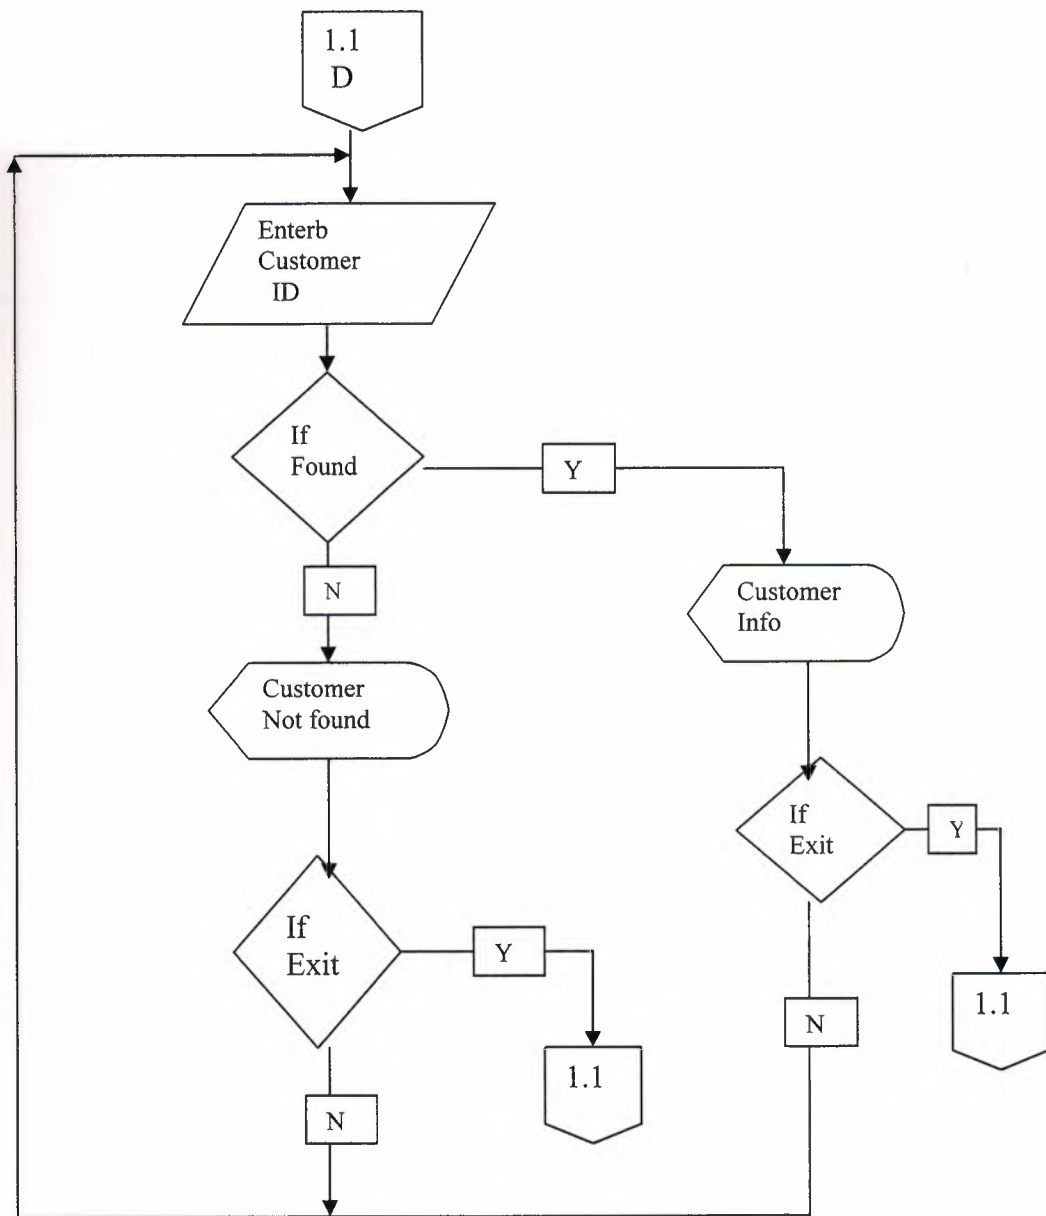 1.1
D
Enterb
Customer
ID
If
Found
Y
N
Customer
Info
Customer
Not found
If
Exit
Y
If
Exit
Y
1.1
N
1.1
N